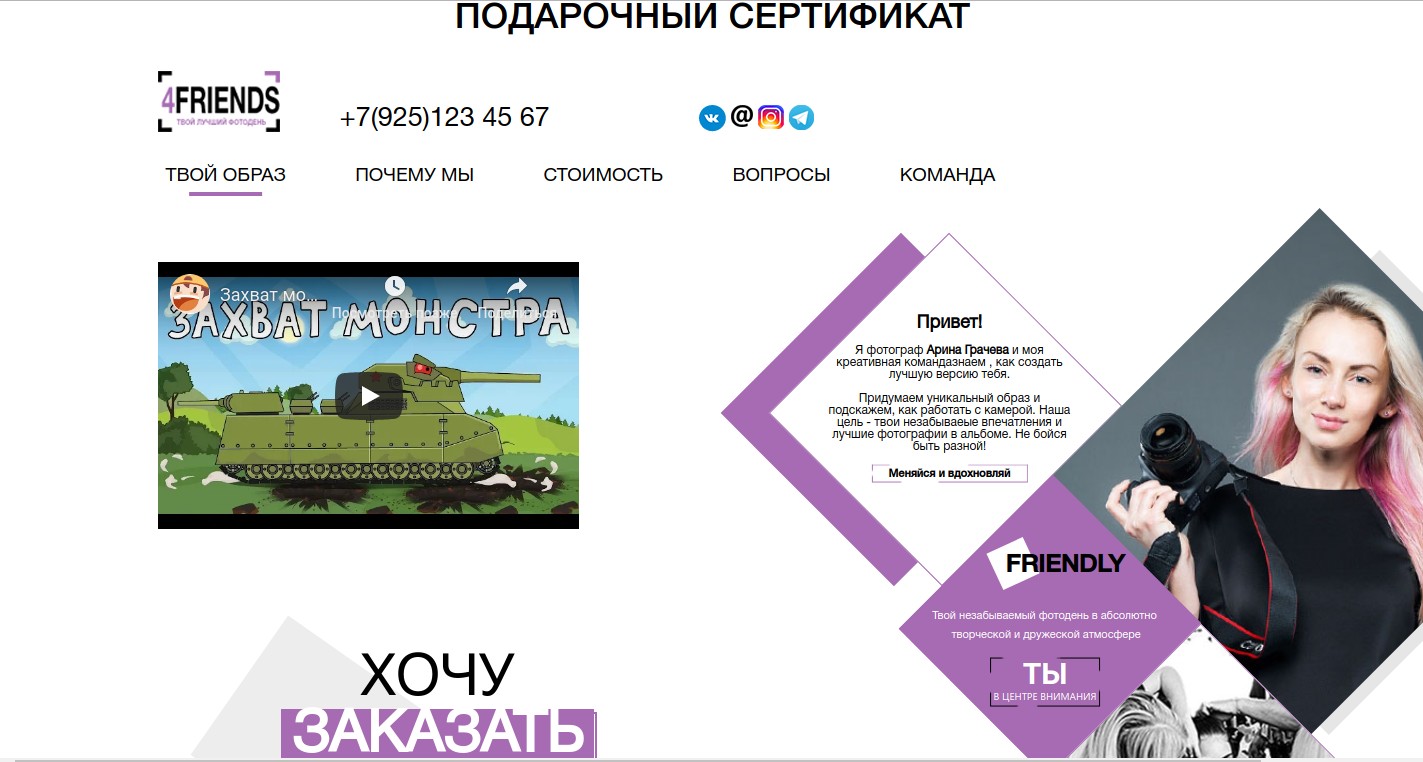 ПОДАРОЧНЫЙ СЕРТИФИКАТ
4FRIENDS
ТВОЙ ЛУЧШИЙ ФОТОДЕНЬ
+7(925)123 45 67
@
ТВОЙ ОБРАЗ ПОЧЕМУ МЫ СТОИМОСТЬ ВОПРОСЫ КОМАНДА
Захват мо...
Посмотреть позже Поделиться
ЗАХВАТ МОНСТРА
Привет!
Я фотограф Арина Грачева и моя
креативная командазнаем , как создать
лучшую версию тебя.
Придумаем уникальный образ и
подскажем, как работать с камерой. Наша
цель - твои незабываеые впечатления и
лучшие фотографии в альбоме. Не бойся
быть разной!
Меняйся и вдохновляй
FRIENDLY
Твой незабываемый фотодень в абсолютно
творческой и дружеской атмосфере
ТЫ
В ЦЕНТРЕ ВНИМАНИЯ
ХОЧУ
ЗАКАЗАТЬ